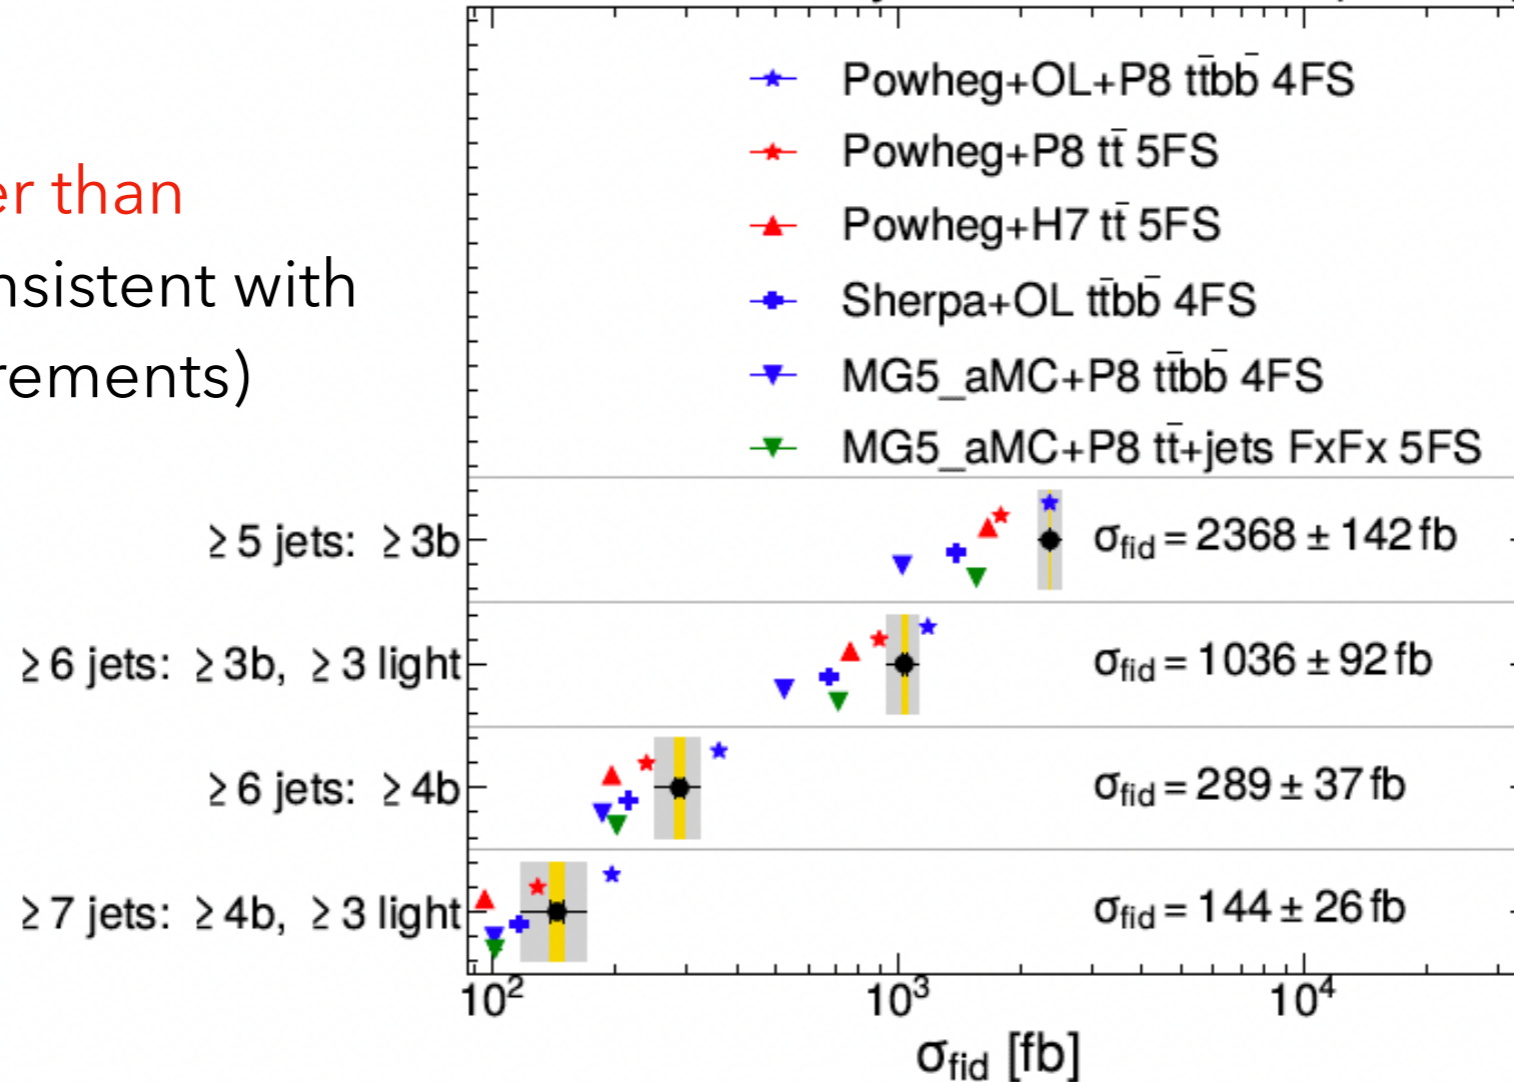 than
with
Powheg+OL+P8 tt̄bb̄ 4FS
Powheg+P8 tt̄ 5FS
Powheg+H7 tt̄ 5FS
Sherpa+OL tt̄bb̄ 4FS
MG5_aMC+P8 tt̄bb̄ 4FS
MG5_aMC+P8 tt̄+jets FxFx 5FS
≥ 5 jets: ≥ 3b
σfid = 2368 ± 142 fb
≥ 6 jets: ≥ 3b, ≥ 3 light
σfid = 1036 ± 92 fb
≥ 6 jets: ≥ 4b
σfid = 289 ± 37 fb
≥ 7 jets: ≥ 4b, ≥ 3 light
σfid = 144 ± 26 fb
10² 10³ 10⁴
σfid [fb]